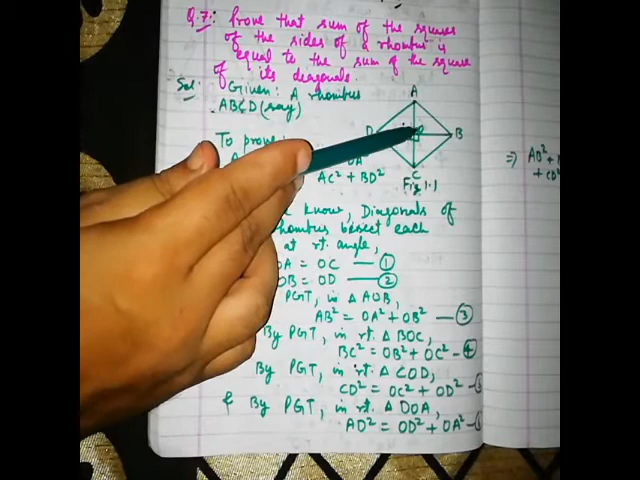 Q.7: Prove that sum of the squares
of the sides of a rhombus is
equal to the sum of the square
of its diagonals.
Sol: Given: A rhombus
ABCD (say)
A
D
B
C
Fig 1.1
To prove:
AC² + BD²
know, Diagonals of
rhombus bisect each
at rt. angle,
OA = OC — ①
OB = OD — ②
PGT, in △ AOB,
AB² = OA² + OB² — ③
By PGT, in rt. △ BOC,
BC² = OB² + OC² — ④
By PGT, in rt. △ COD,
CD² = OC² + OD² —
& By PGT, in rt. △ DOA,
AD² = OD² + OA² —
⇒ AB² +
+ CD²